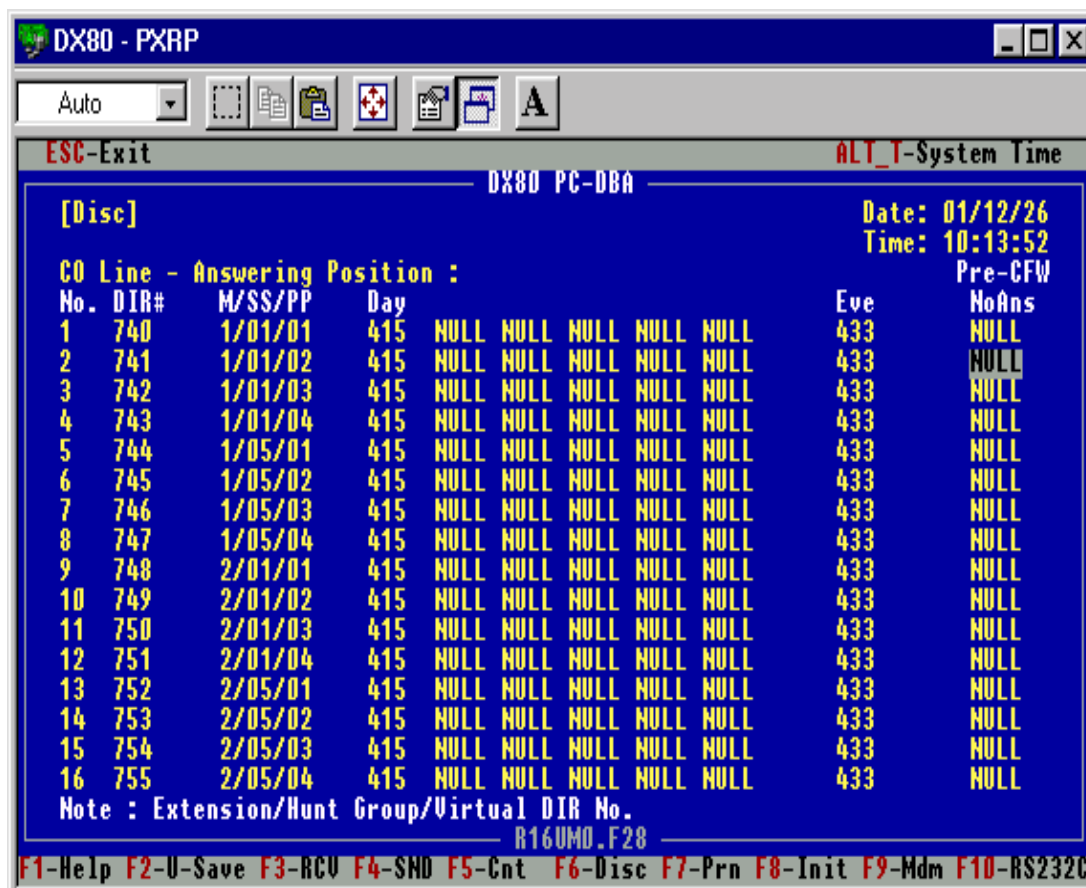 DX80 - PXRP
Auto A
ESC-Exit ALT_T-System Time
DX80 PC-DBA
[Disc] Date: 01/12/26
Time: 10:13:52
CO Line - Answering Position : Pre-CFW
No. DIR# M/SS/PP Day Eve NoAns
1 740 1/01/01 415 NULL NULL NULL NULL NULL 433 NULL
2 741 1/01/02 415 NULL NULL NULL NULL NULL 433 NULL
3 742 1/01/03 415 NULL NULL NULL NULL NULL 433 NULL
4 743 1/01/04 415 NULL NULL NULL NULL NULL 433 NULL
5 744 1/05/01 415 NULL NULL NULL NULL NULL 433 NULL
6 745 1/05/02 415 NULL NULL NULL NULL NULL 433 NULL
7 746 1/05/03 415 NULL NULL NULL NULL NULL 433 NULL
8 747 1/05/04 415 NULL NULL NULL NULL NULL 433 NULL
9 748 2/01/01 415 NULL NULL NULL NULL NULL 433 NULL
10 749 2/01/02 415 NULL NULL NULL NULL NULL 433 NULL
11 750 2/01/03 415 NULL NULL NULL NULL NULL 433 NULL
12 751 2/01/04 415 NULL NULL NULL NULL NULL 433 NULL
13 752 2/05/01 415 NULL NULL NULL NULL NULL 433 NULL
14 753 2/05/02 415 NULL NULL NULL NULL NULL 433 NULL
15 754 2/05/03 415 NULL NULL NULL NULL NULL 433 NULL
16 755 2/05/04 415 NULL NULL NULL NULL NULL 433 NULL
Note : Extension/Hunt Group/Virtual DIR No.
R16UMO.F28
F1-Help F2-U-Save F3-RCV F4-SND F5-Cnt F6-Disc F7-Prn F8-Init F9-Mdm F10-RS232C